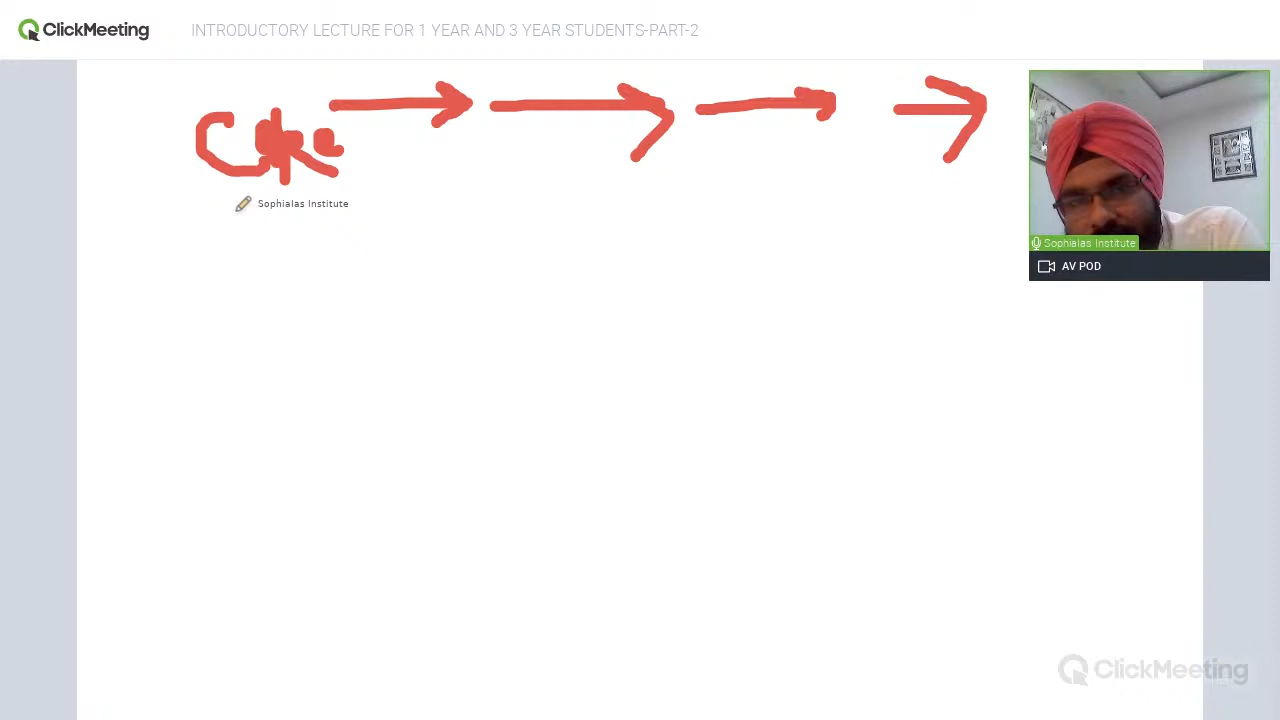 ClickMeeting INTRODUCTORY LECTURE FOR 1 YEAR AND 3 YEAR STUDENTS-PART-2
Sophialas Institute
Sophialas Institute
AV POD
ClickMeeting